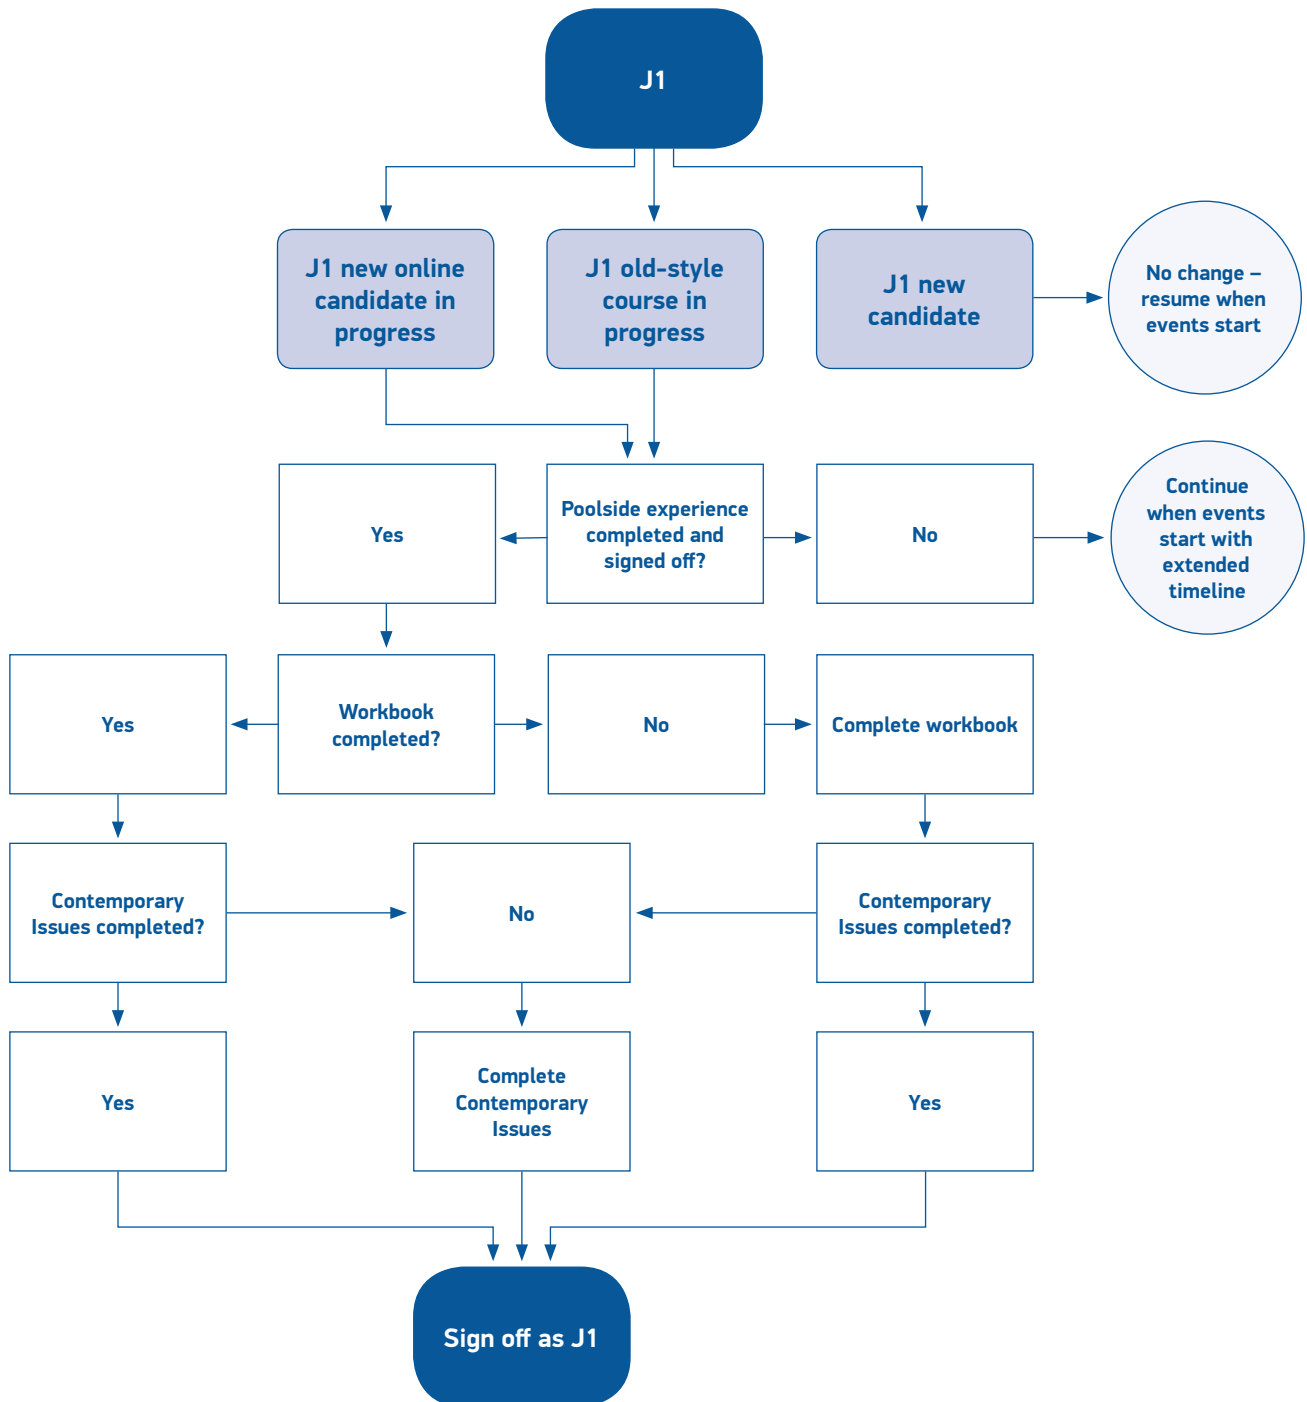 J1
J1 new online
candidate in
progress
J1 old-style
course in
progress
J1 new
candidate
No change –
resume when
events start
Yes
Poolside experience
completed and
signed off?
No
Continue
when events
start with
extended
timeline
Yes
Workbook
completed?
No
Complete workbook
Contemporary
Issues completed?
No
Contemporary
Issues completed?
Yes
Complete
Contemporary
Issues
Yes
Sign off as J1